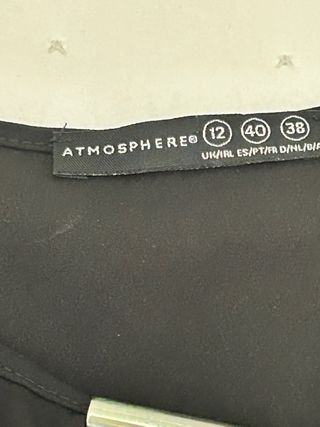 ATMOSPHERE® 12 40 38
UK/IRL ES/PT/FR D/NL/B/A